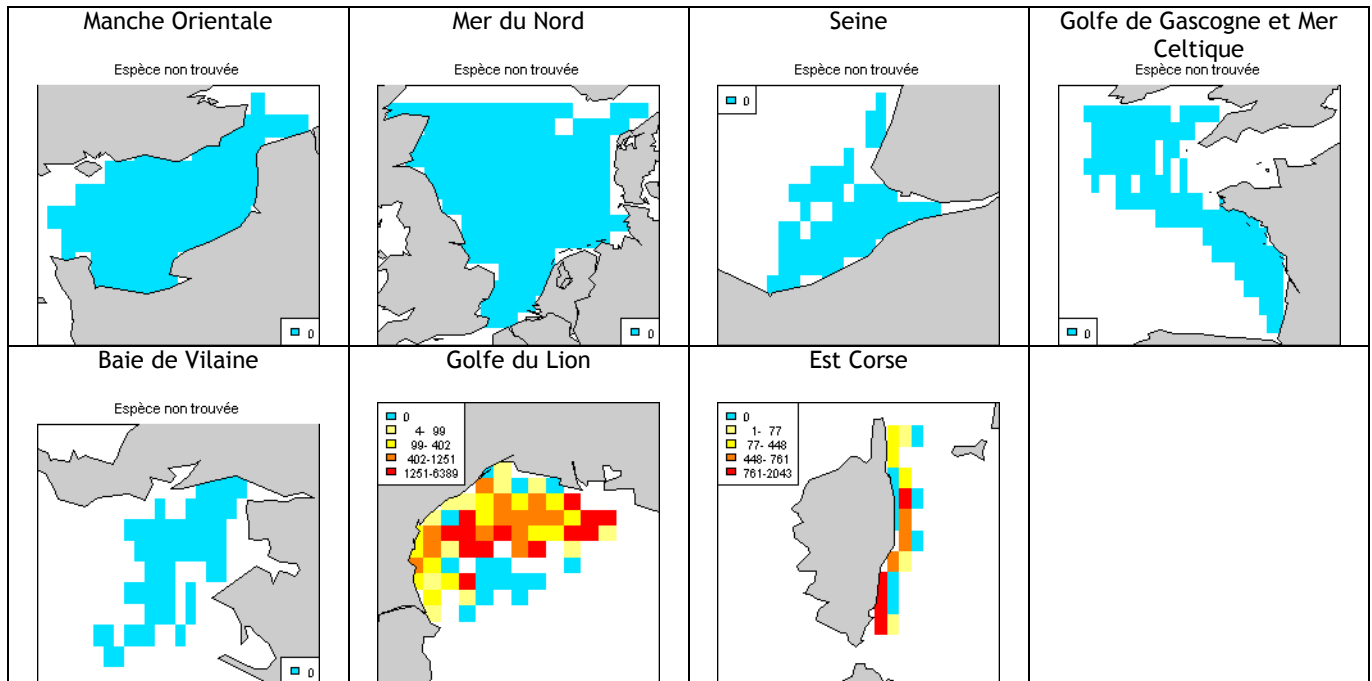 Manche Orientale
Espèce non trouvée
0
Mer du Nord
Espèce non trouvée
0
Seine
Espèce non trouvée
0
Golfe de Gascogne et Mer
Celtique
Espèce non trouvée
0
Baie de Vilaine
Espèce non trouvée
0
Golfe du Lion
0
4- 99
99- 402
402-1251
1251-6389
Est Corse
0
1- 77
77- 448
448- 761
761-2043